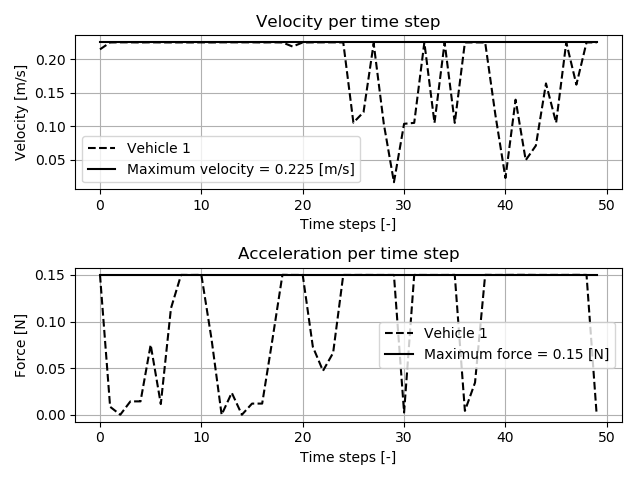 Velocity per time step
Velocity [m/s]
0.20
0.15
0.10
0.05
Vehicle 1
Maximum velocity = 0.225 [m/s]
0 10 20 30 40 50
Time steps [-]
Acceleration per time step
Force [N]
0.15
0.10
0.05
0.00
Vehicle 1
Maximum force = 0.15 [N]
0 10 20 30 40 50
Time steps [-]